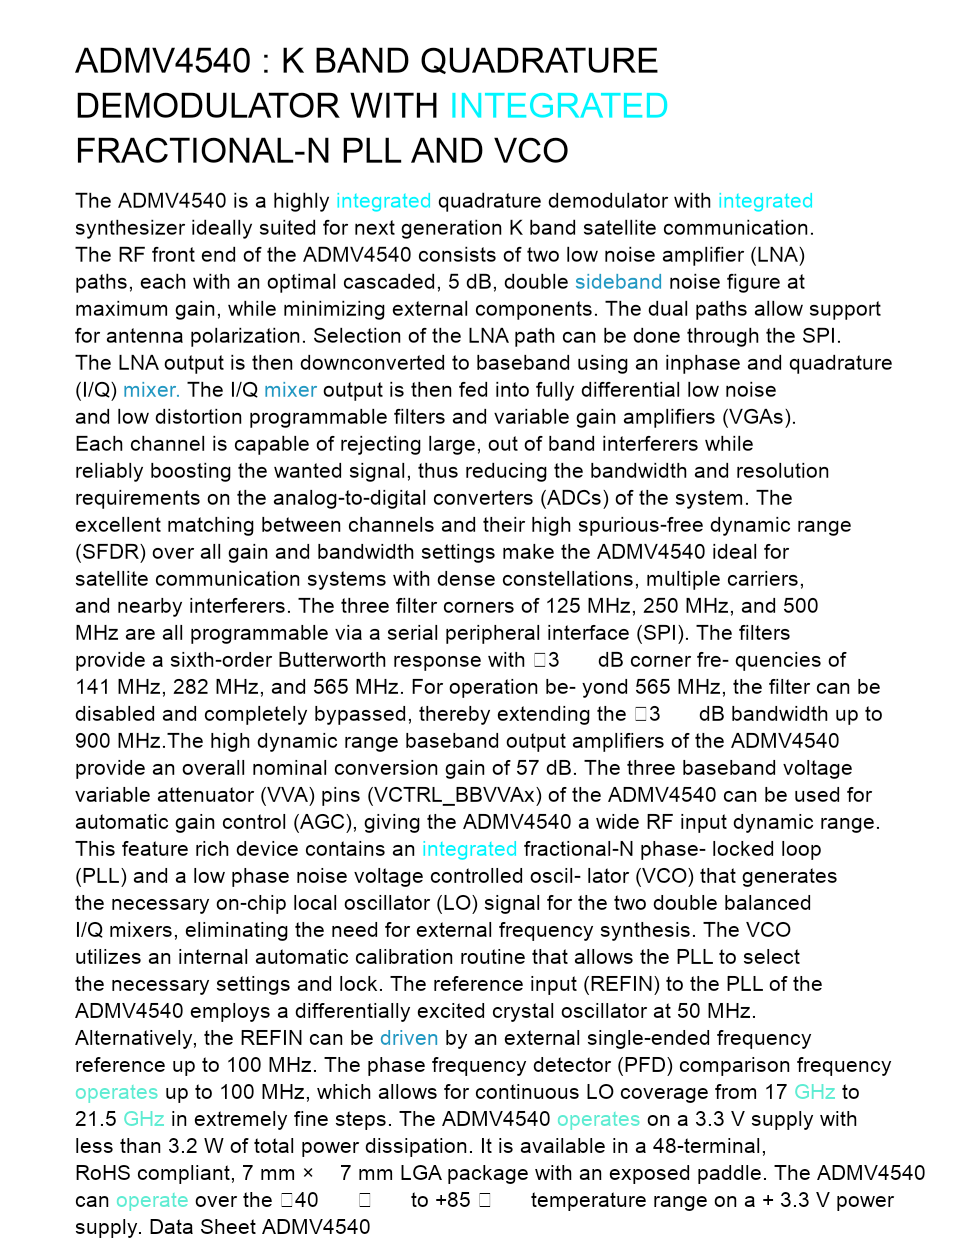 ADMV4540 : K BAND QUADRATURE
DEMODULATOR WITH INTEGRATED
FRACTIONAL-N PLL AND VCO
The ADMV4540 is a highly integrated quadrature demodulator with integrated
synthesizer ideally suited for next generation K band satellite communication.
The RF front end of the ADMV4540 consists of two low noise amplifier (LNA)
paths, each with an optimal cascaded, 5 dB, double sideband noise figure at
maximum gain, while minimizing external components. The dual paths allow support
for antenna polarization. Selection of the LNA path can be done through the SPI.
The LNA output is then downconverted to baseband using an inphase and quadrature
(I/Q) mixer. The I/Q mixer output is then fed into fully differential low noise
and low distortion programmable filters and variable gain amplifiers (VGAs).
Each channel is capable of rejecting large, out of band interferers while
reliably boosting the wanted signal, thus reducing the bandwidth and resolution
requirements on the analog-to-digital converters (ADCs) of the system. The
excellent matching between channels and their high spurious-free dynamic range
(SFDR) over all gain and bandwidth settings make the ADMV4540 ideal for
satellite communication systems with dense constellations, multiple carriers,
and nearby interferers. The three filter corners of 125 MHz, 250 MHz, and 500
MHz are all programmable via a serial peripheral interface (SPI). The filters
provide a sixth-order Butterworth response with □3 dB corner fre- quencies of
141 MHz, 282 MHz, and 565 MHz. For operation be- yond 565 MHz, the filter can be
disabled and completely bypassed, thereby extending the □3 dB bandwidth up to
900 MHz.The high dynamic range baseband output amplifiers of the ADMV4540
provide an overall nominal conversion gain of 57 dB. The three baseband voltage
variable attenuator (VVA) pins (VCTRL_BBVVAx) of the ADMV4540 can be used for
automatic gain control (AGC), giving the ADMV4540 a wide RF input dynamic range.
This feature rich device contains an integrated fractional-N phase- locked loop
(PLL) and a low phase noise voltage controlled oscil- lator (VCO) that generates
the necessary on-chip local oscillator (LO) signal for the two double balanced
I/Q mixers, eliminating the need for external frequency synthesis. The VCO
utilizes an internal automatic calibration routine that allows the PLL to select
the necessary settings and lock. The reference input (REFIN) to the PLL of the
ADMV4540 employs a differentially excited crystal oscillator at 50 MHz.
Alternatively, the REFIN can be driven by an external single-ended frequency
reference up to 100 MHz. The phase frequency detector (PFD) comparison frequency
operates up to 100 MHz, which allows for continuous LO coverage from 17 GHz to
21.5 GHz in extremely fine steps. The ADMV4540 operates on a 3.3 V supply with
less than 3.2 W of total power dissipation. It is available in a 48-terminal,
RoHS compliant, 7 mm × 7 mm LGA package with an exposed paddle. The ADMV4540
can operate over the □40 □ to +85 □ temperature range on a + 3.3 V power
supply. Data Sheet ADMV4540